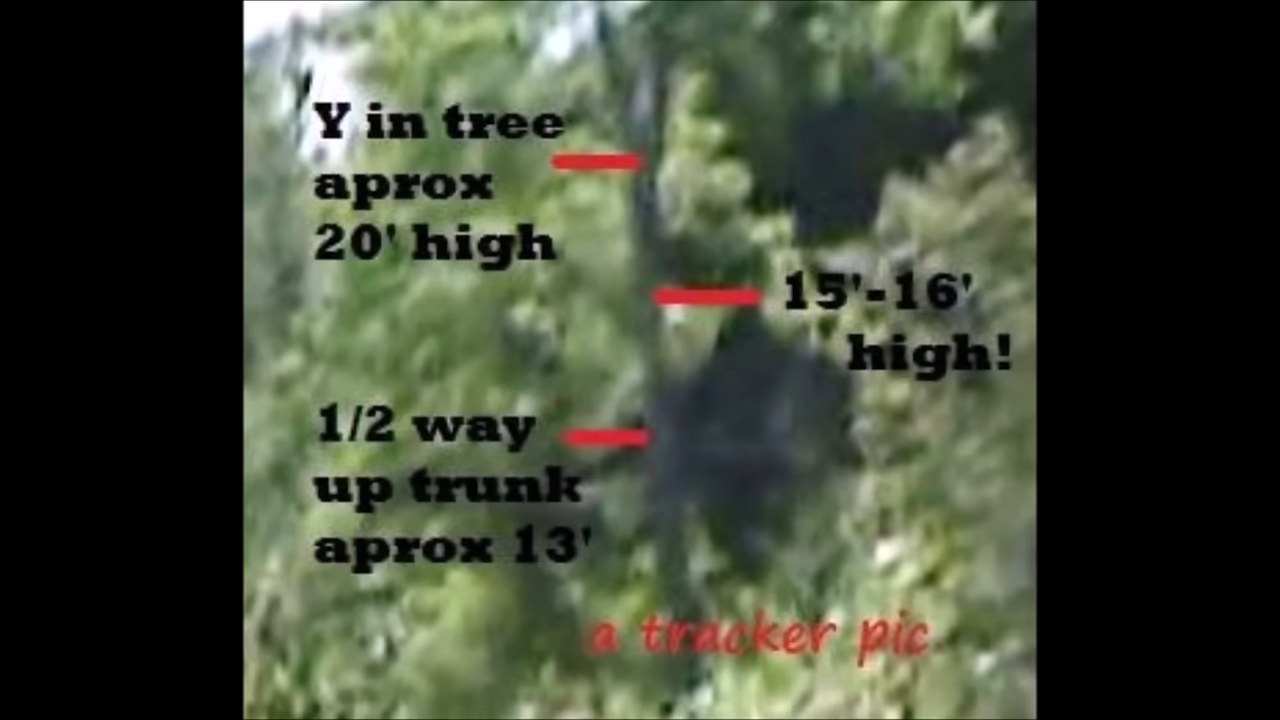 Y in tree
aprox
20' high
15'-16'
high!
1/2 way
up trunk
aprox 13'
a tracker pic